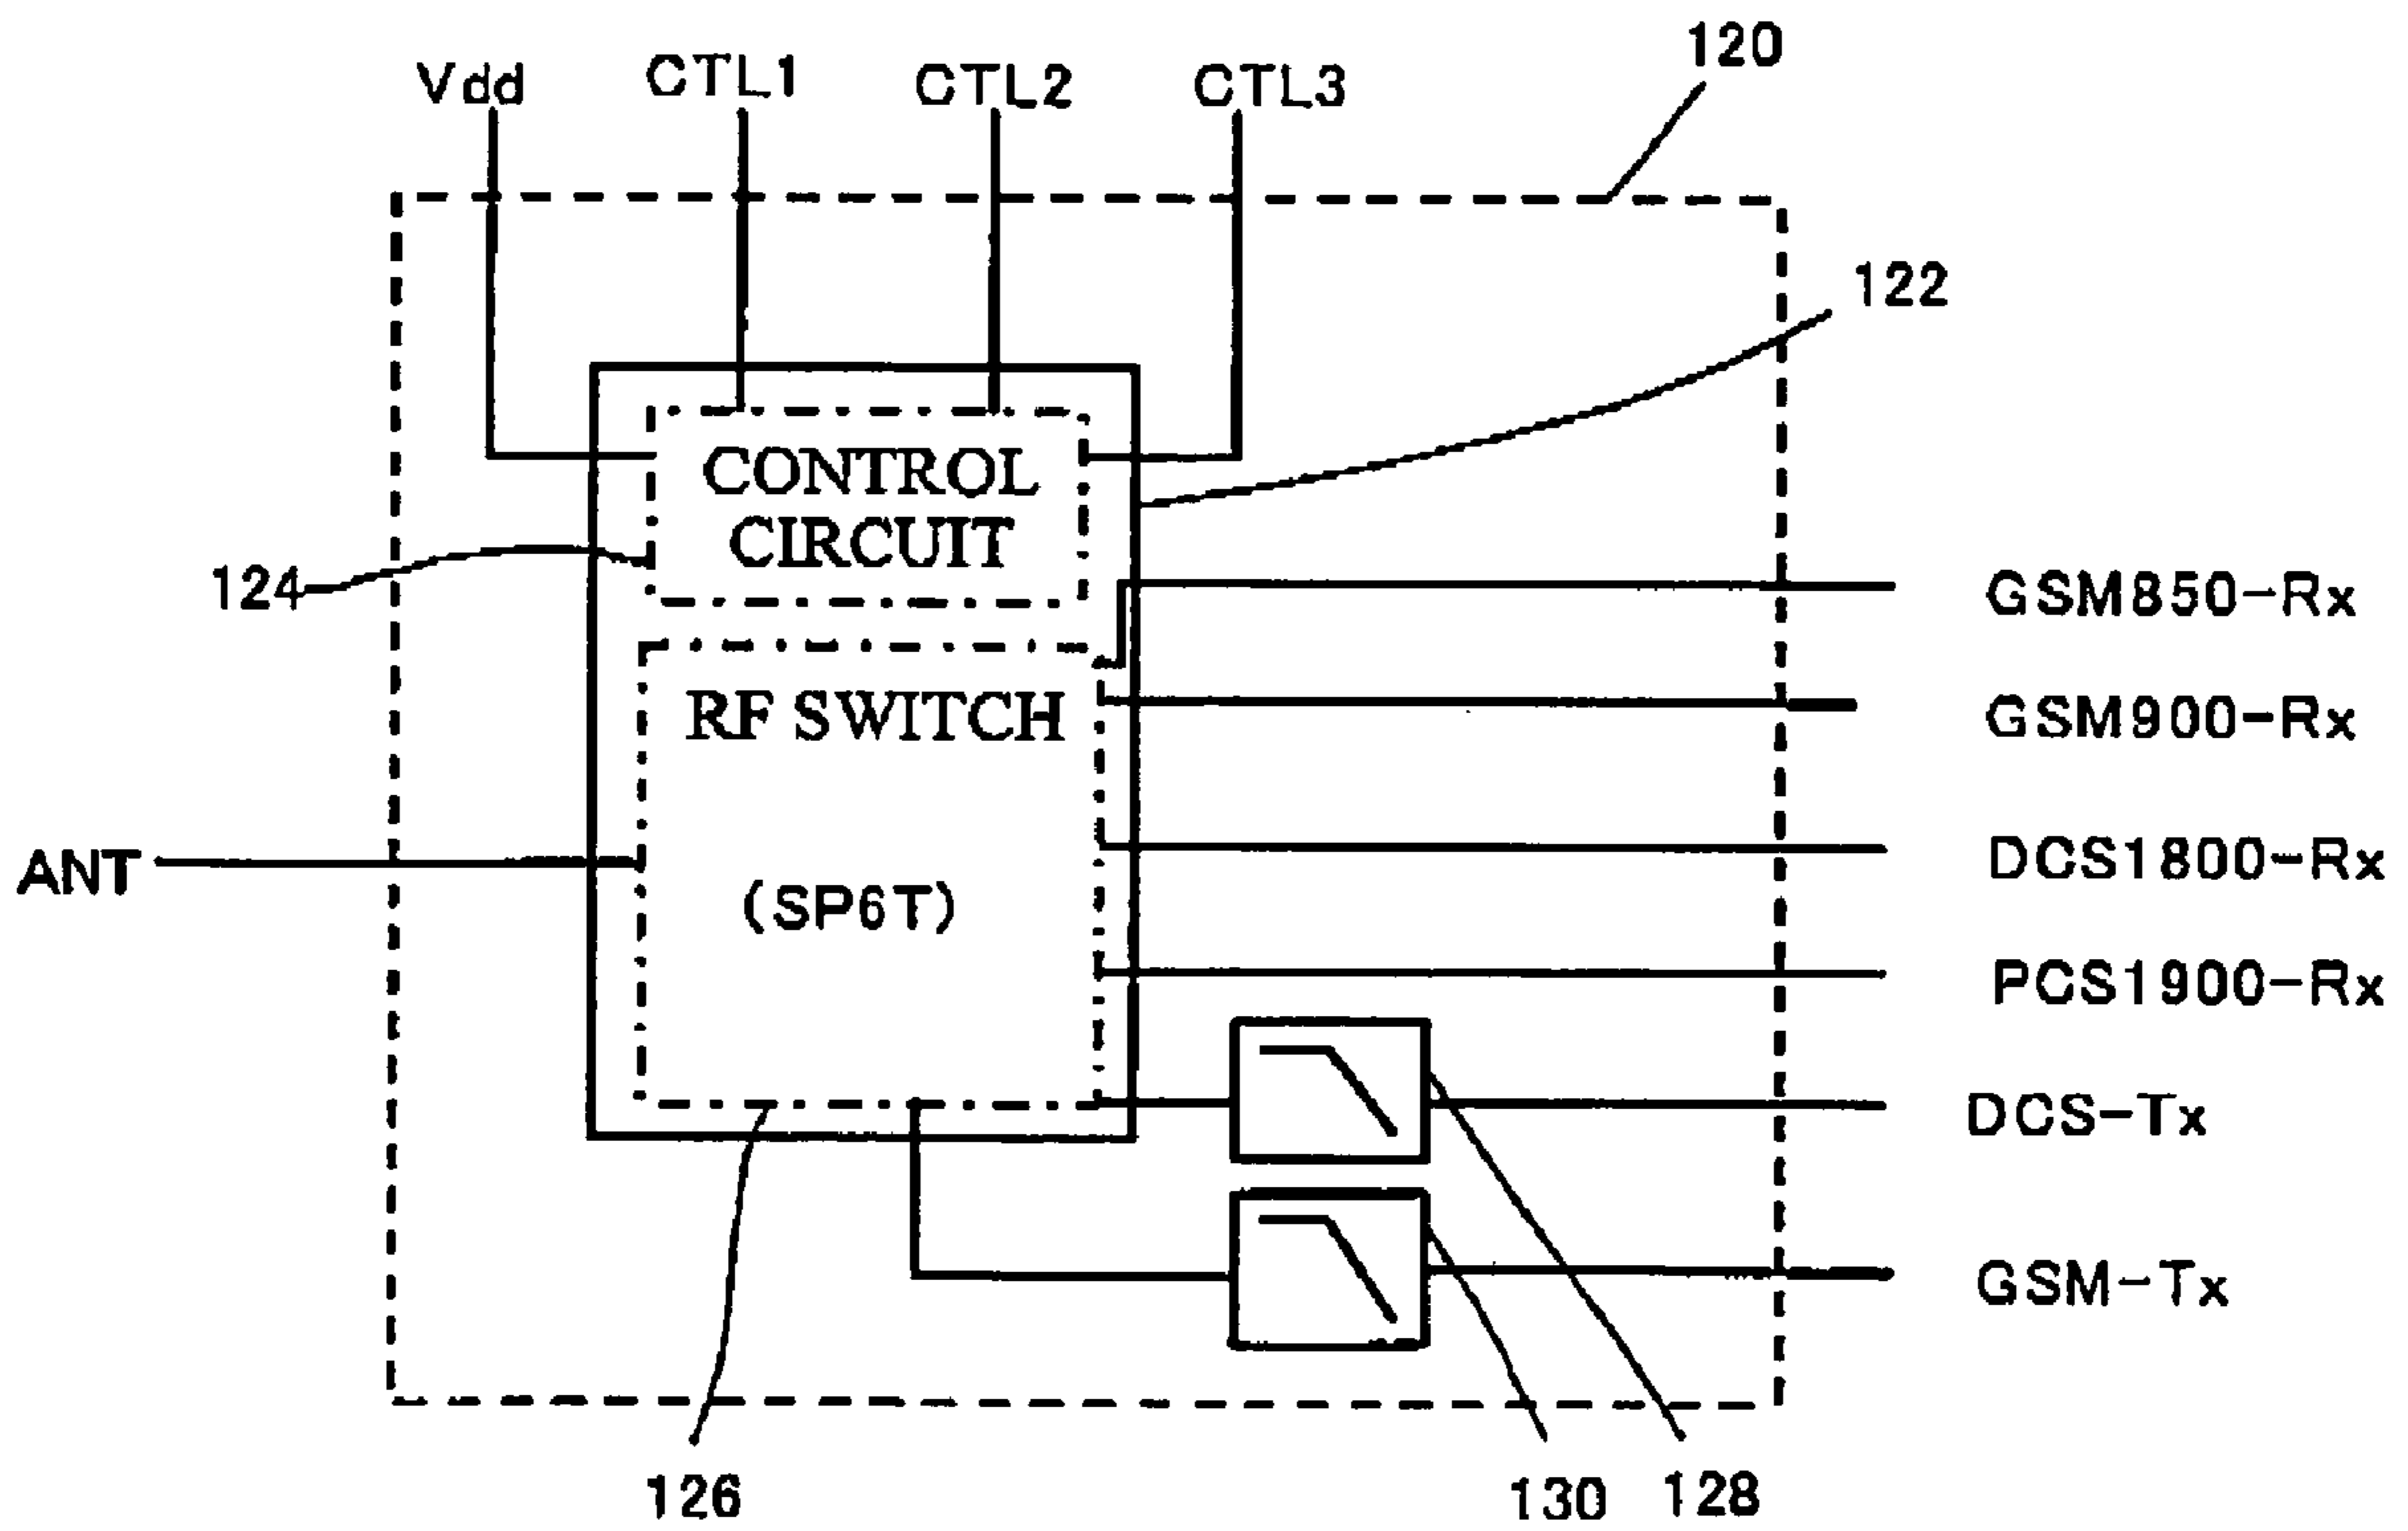 120
Vdd
CTL1
CTL2
CTL3
122
CONTROL
CIRCUIT
124
GSM850-Rx
RF SWITCH
GSM900-Rx
ANT
(SP6T)
DCS1800-Rx
PCS1900-Rx
DCS-Tx
GSM-Tx
126
130
128